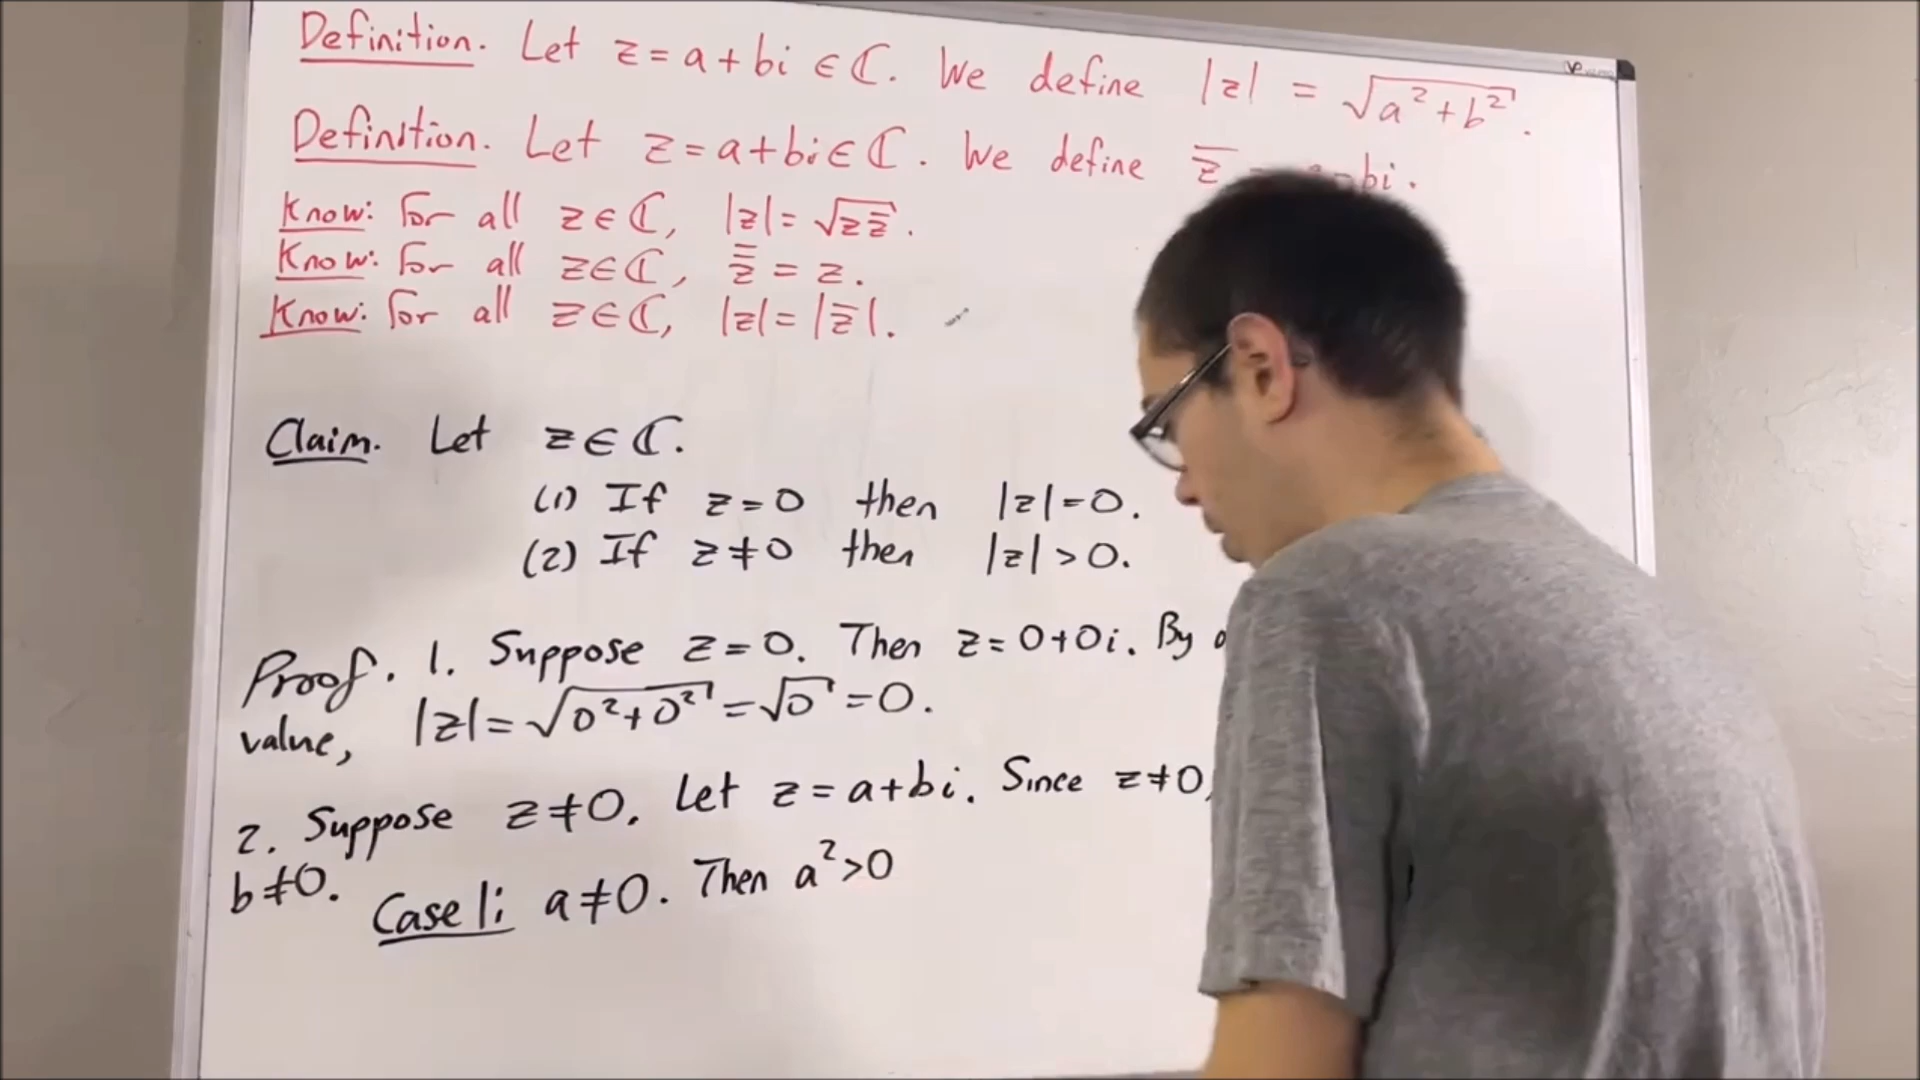 Definition. Let z = a + bi ∈ ℂ. We define |z| = √(a² + b²).
Definition. Let z = a + bi ∈ ℂ. We define z̅ bi.
Know: For all z ∈ ℂ, |z| = √(zz̅).
Know: For all z ∈ ℂ, z̿ = z.
Know: For all z ∈ ℂ, |z| = |z̅|.
Claim. Let z ∈ ℂ.
(1) If z = 0 then |z| = 0.
(2) If z ≠ 0 then |z| > 0.
Proof. 1. Suppose z = 0. Then z = 0 + 0i. By
value, |z| = √(0² + 0²) = √0 = 0.
2. Suppose z ≠ 0. Let z = a + bi. Since z ≠ 0,
b ≠ 0. Case 1: a ≠ 0. Then a² > 0